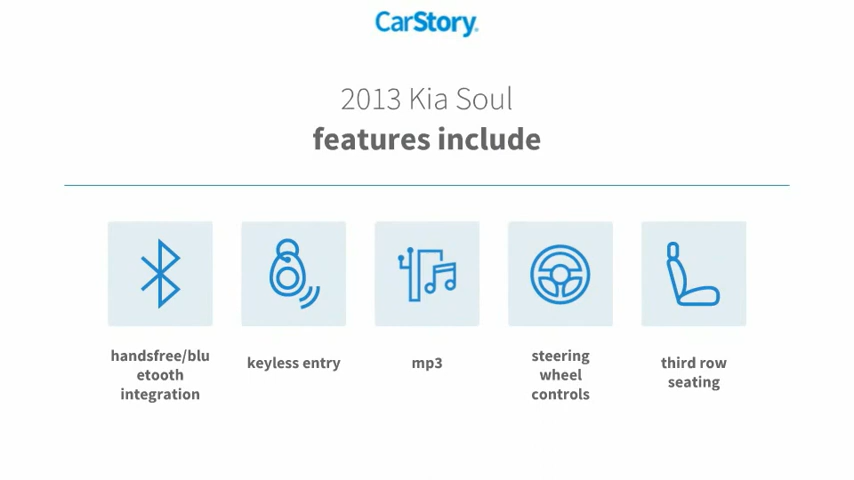 CarStory
2013 Kia Soul
features include
handsfree/blu
etooth
integration
keyless entry
mp3
steering
wheel
controls
third row
seating